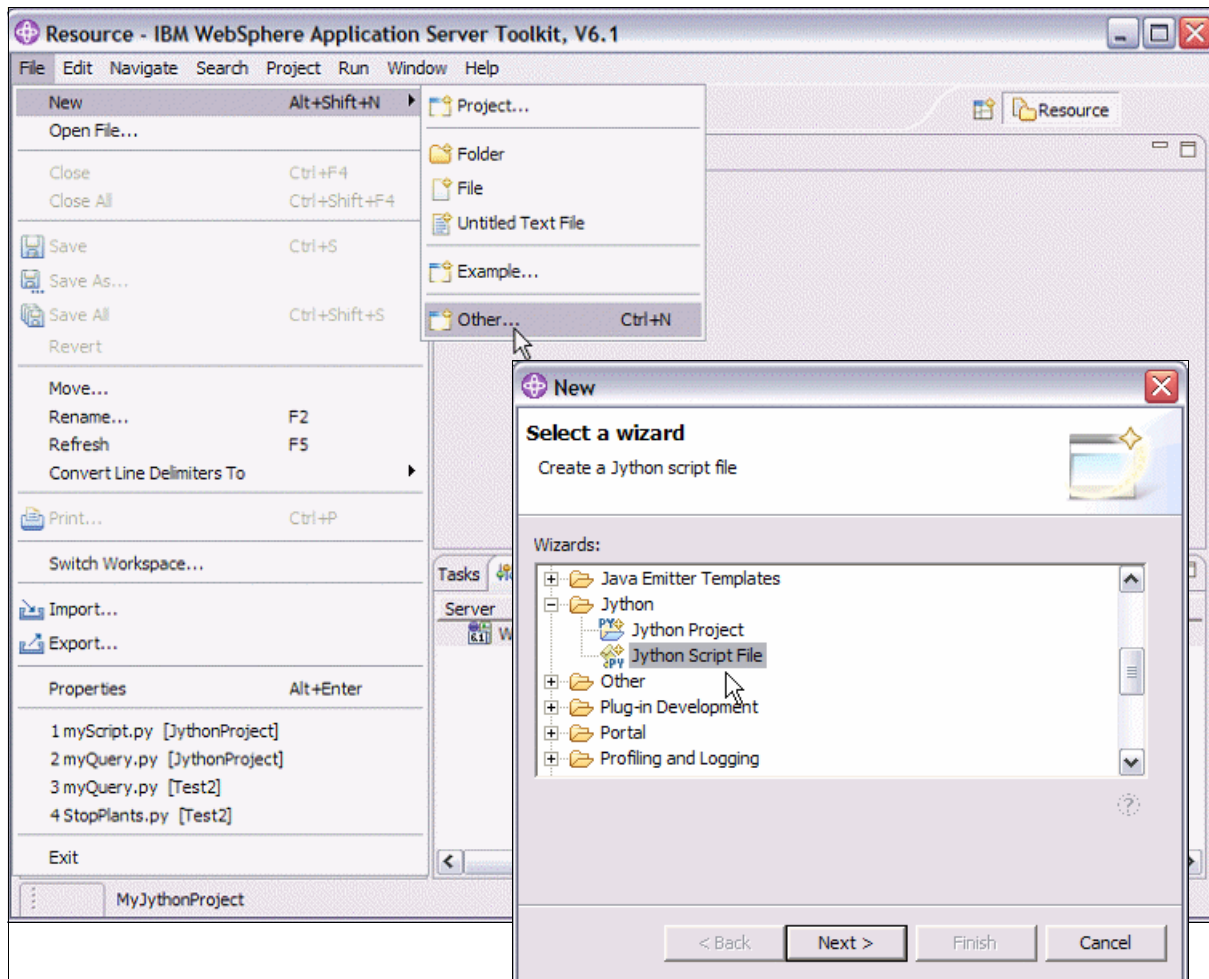 Resource - IBM WebSphere Application Server Toolkit, V6.1
File Edit Navigate Search Project Run Window Help
New Alt+Shift+N
Open File...
Close Ctrl+F4
Close All Ctrl+Shift+F4
Save Ctrl+S
Save As...
Save All Ctrl+Shift+S
Revert
Move...
Rename... F2
Refresh F5
Convert Line Delimiters To
Print... Ctrl+P
Switch Workspace...
Import...
Export...
Properties Alt+Enter
1 myScript.py [JythonProject]
2 myQuery.py [JythonProject]
3 myQuery.py [Test2]
4 StopPlants.py [Test2]
Exit
MyJythonProject
Project...
Folder
File
Untitled Text File
Example...
Other... Ctrl+N
Resource
Tasks
Server
New
Select a wizard
Create a Jython script file
Wizards:
Java Emitter Templates
Jython
Jython Project
Jython Script File
Other
Plug-in Development
Portal
Profiling and Logging
< Back Next > Finish Cancel